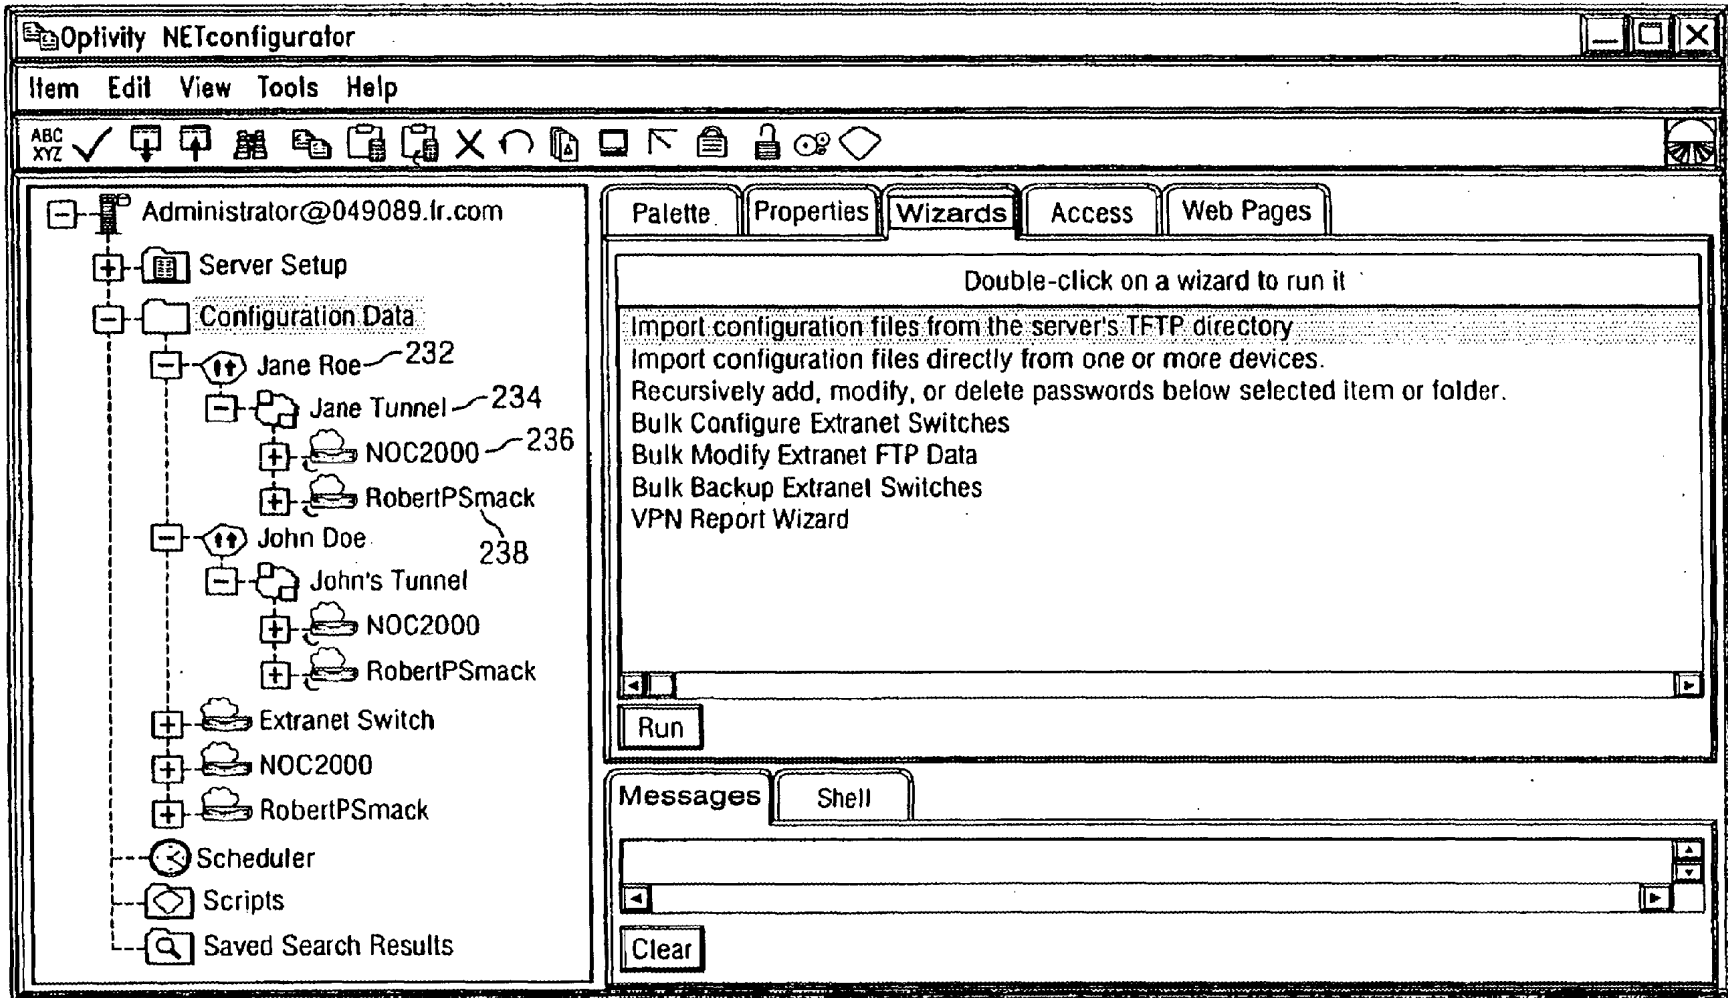 Optivity NETconfigurator
Item Edit View Tools Help
ABC
XYZ
Administrator@049089.fr.com
Server Setup
Configuration Data
Jane Roe 232
Jane Tunnel 234
NOC2000 236
RobertPSmack
238
John Doe
John's Tunnel
NOC2000
RobertPSmack
Extranet Switch
NOC2000
RobertPSmack
Scheduler
Scripts
Saved Search Results
Palette Properties Wizards Access Web Pages
Double-click on a wizard to run it
Import configuration files from the server's TFTP directory
Import configuration files directly from one or more devices.
Recursively add, modify, or delete passwords below selected item or folder.
Bulk Configure Extranet Switches
Bulk Modify Extranet FTP Data
Bulk Backup Extranet Switches
VPN Report Wizard
Run
Messages Shell
Clear